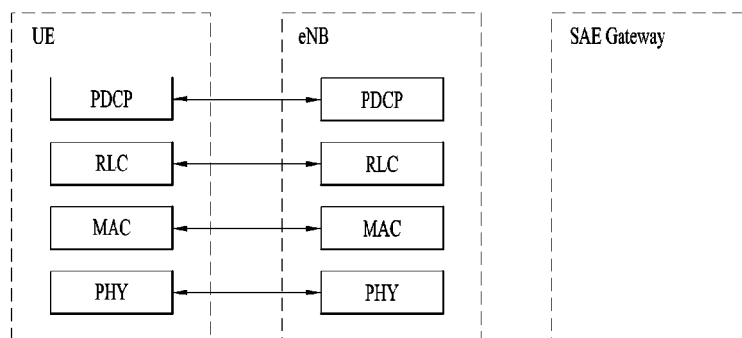 UE eNB SAE Gateway
PDCP PDCP
RLC RLC
MAC MAC
PHY PHY